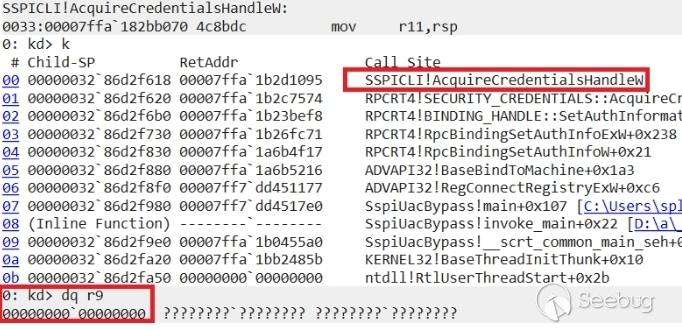 SSPICLI!AcquireCredentialsHandleW:
0033:00007ffa`182bb070 4c8bdc mov r11,rsp
0: kd> k
# Child-SP RetAddr Call Site
00 00000032`86d2f618 00007ffa`1b2d1095 SSPICLI!AcquireCredentialsHandleW
01 00000032`86d2f620 00007ffa`1b2c7574 RPCRT4!SECURITY_CREDENTIALS::AcquireCr
02 00000032`86d2f6b0 00007ffa`1b23bef8 RPCRT4!BINDING_HANDLE::SetAuthInformat
03 00000032`86d2f730 00007ffa`1b26fc71 RPCRT4!RpcBindingSetAuthInfoExW+238
04 00000032`86d2f830 00007ffa`1a6b4f17 RPCRT4!RpcBindingSetAuthInfoW+0x21
05 00000032`86d2f880 00007ffa`1a6b5216 ADVAPI32!BaseBindToMachine+0x1a3
06 00000032`86d2f8f0 00007ff7`dd451177 ADVAPI32!RegConnectRegistryExW+0xc6
07 00000032`86d2f980 00007ff7`dd4517e0 SspiUacBypass!main+0x107 [C:\Users\spl
08 (Inline Function) --------`-------- SspiUacBypass!invoke_main+0x22 [D:\a\_
09 00000032`86d2f9e0 00007ffa`1b0455a0 SspiUacBypass!__scrt_common_main_seh+0
0a 00000032`86d2fa20 00007ffa`1bb2485b KERNEL32!BaseThreadInitThunk+0x10
0b 00000032`86d2fa50 00000000`00000000 ntdll!RtlUserThreadStart+0x2b
0: kd> dq r9
00000000`00000000 ????????`???????? ????????`????????
Seebug